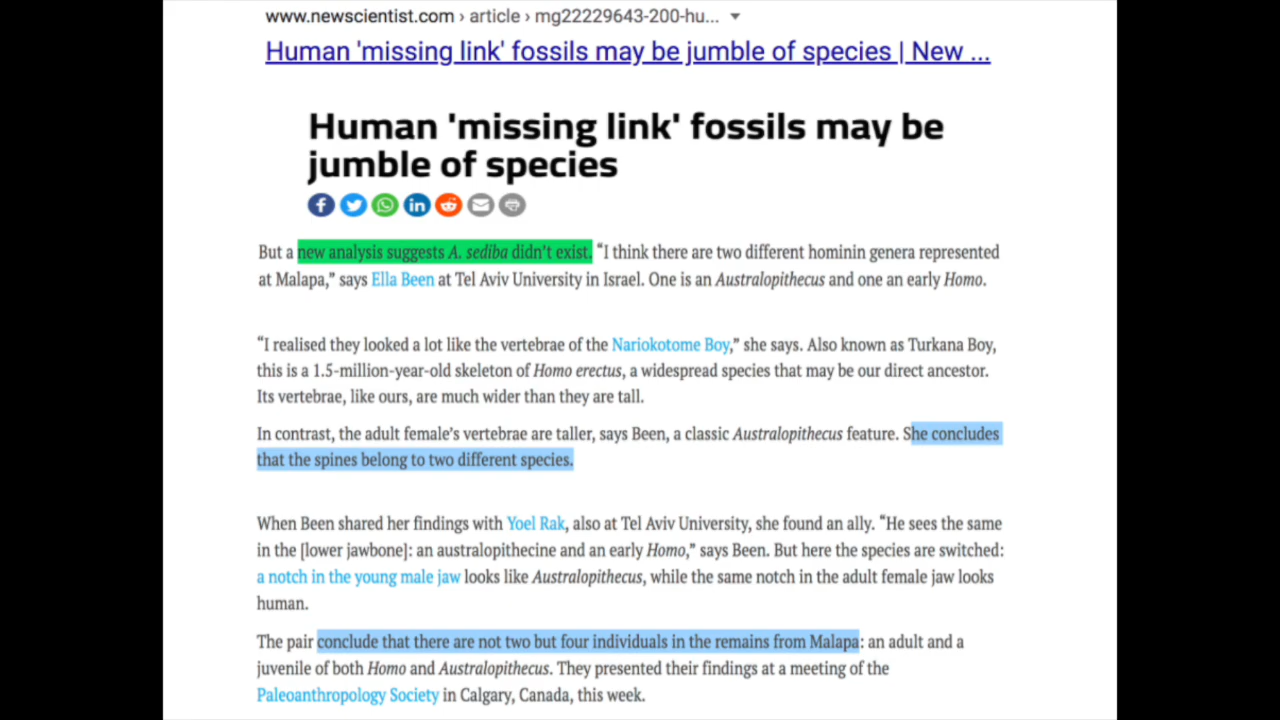 www.newscientist.com › article › mg22229643-200-hu...
Human 'missing link' fossils may be jumble of species | New ...
Human 'missing link' fossils may be
jumble of species
But a new analysis suggests A. sediba didn't exist. “I think there are two different hominin genera represented
at Malapa,” says Ella Been at Tel Aviv University in Israel. One is an Australopithecus and one an early Homo.
“I realised they looked a lot like the vertebrae of the Nariokotome Boy,” she says. Also known as Turkana Boy,
this is a 1.5-million-year-old skeleton of Homo erectus, a widespread species that may be our direct ancestor.
Its vertebrae, like ours, are much wider than they are tall.
In contrast, the adult female’s vertebrae are taller, says Been, a classic Australopithecus feature. She concludes
that the spines belong to two different species.
When Been shared her findings with Yoel Rak, also at Tel Aviv University, she found an ally. “He sees the same
in the [lower jawbone]: an australopithecine and an early Homo,” says Been. But here the species are switched:
a notch in the young male jaw looks like Australopithecus, while the same notch in the adult female jaw looks
human.
The pair conclude that there are not two but four individuals in the remains from Malapa: an adult and a
juvenile of both Homo and Australopithecus. They presented their findings at a meeting of the
Paleoanthropology Society in Calgary, Canada, this week.